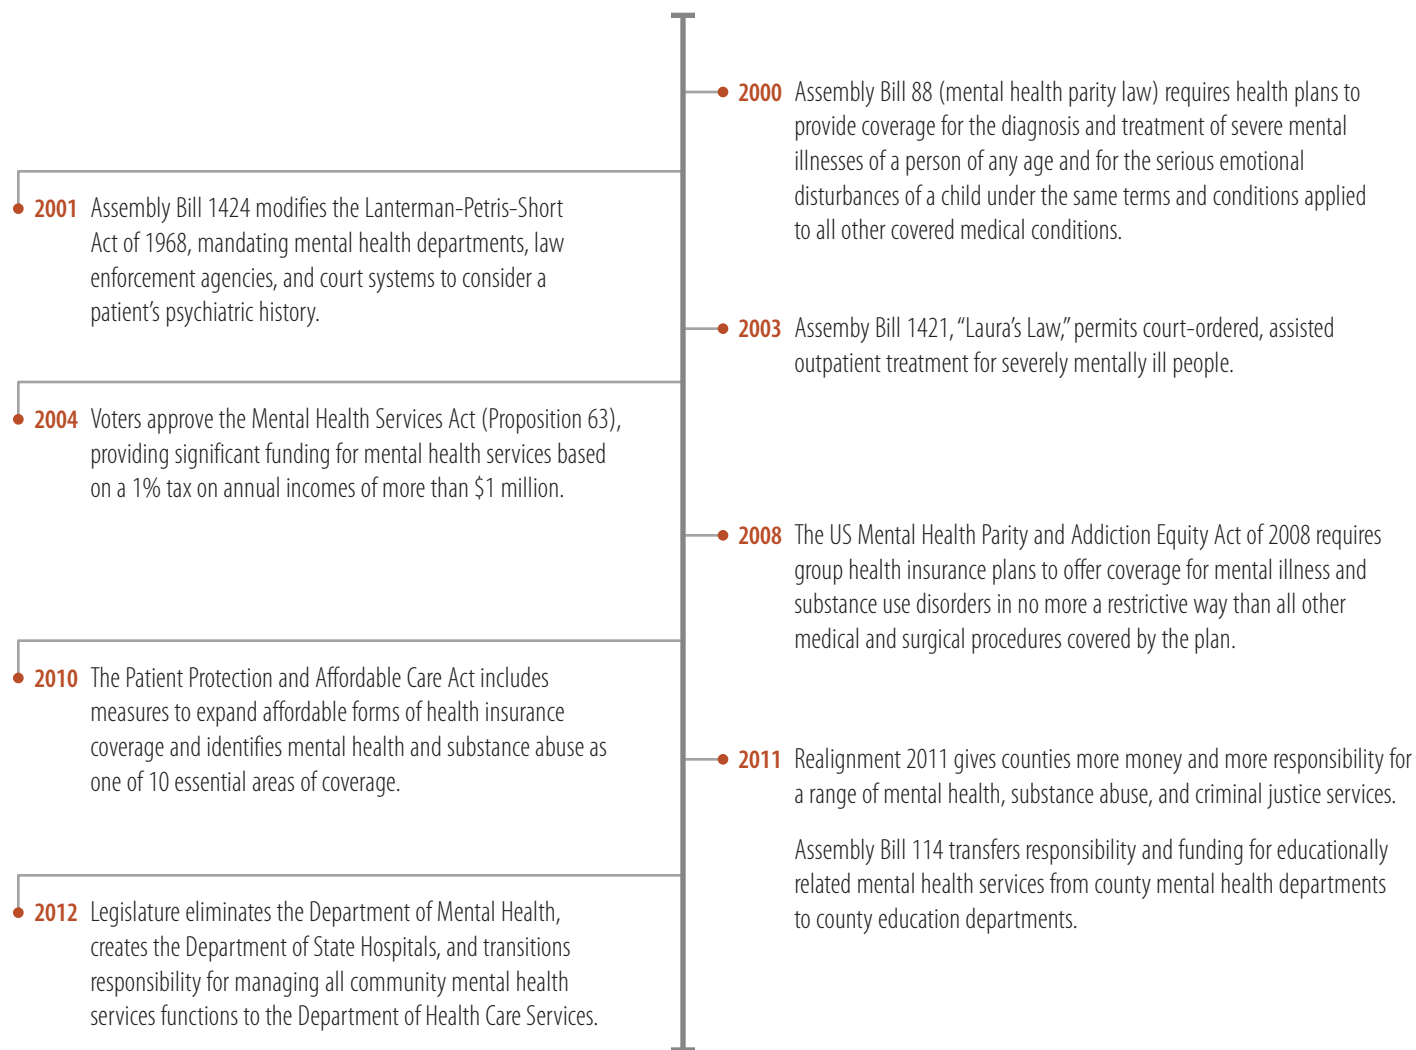 2000 Assembly Bill 88 (mental health parity law) requires health plans to
provide coverage for the diagnosis and treatment of severe mental
illnesses of a person of any age and for the serious emotional
disturbances of a child under the same terms and conditions applied
to all other covered medical conditions.
2001 Assembly Bill 1424 modifies the Lanterman-Petris-Short
Act of 1968, mandating mental health departments, law
enforcement agencies, and court systems to consider a
patient’s psychiatric history.
2003 Assemby Bill 1421, “Laura’s Law,” permits court-ordered, assisted
outpatient treatment for severely mentally ill people.
2004 Voters approve the Mental Health Services Act (Proposition 63),
providing significant funding for mental health services based
on a 1% tax on annual incomes of more than $1 million.
2008 The US Mental Health Parity and Addiction Equity Act of 2008 requires
group health insurance plans to offer coverage for mental illness and
substance use disorders in no more a restrictive way than all other
medical and surgical procedures covered by the plan.
2010 The Patient Protection and Affordable Care Act includes
measures to expand affordable forms of health insurance
coverage and identifies mental health and substance abuse as
one of 10 essential areas of coverage.
2011 Realignment 2011 gives counties more money and more responsibility for
a range of mental health, substance abuse, and criminal justice services.
Assembly Bill 114 transfers responsibility and funding for educationally
related mental health services from county mental health departments
to county education departments.
2012 Legislature eliminates the Department of Mental Health,
creates the Department of State Hospitals, and transitions
responsibility for managing all community mental health
services functions to the Department of Health Care Services.